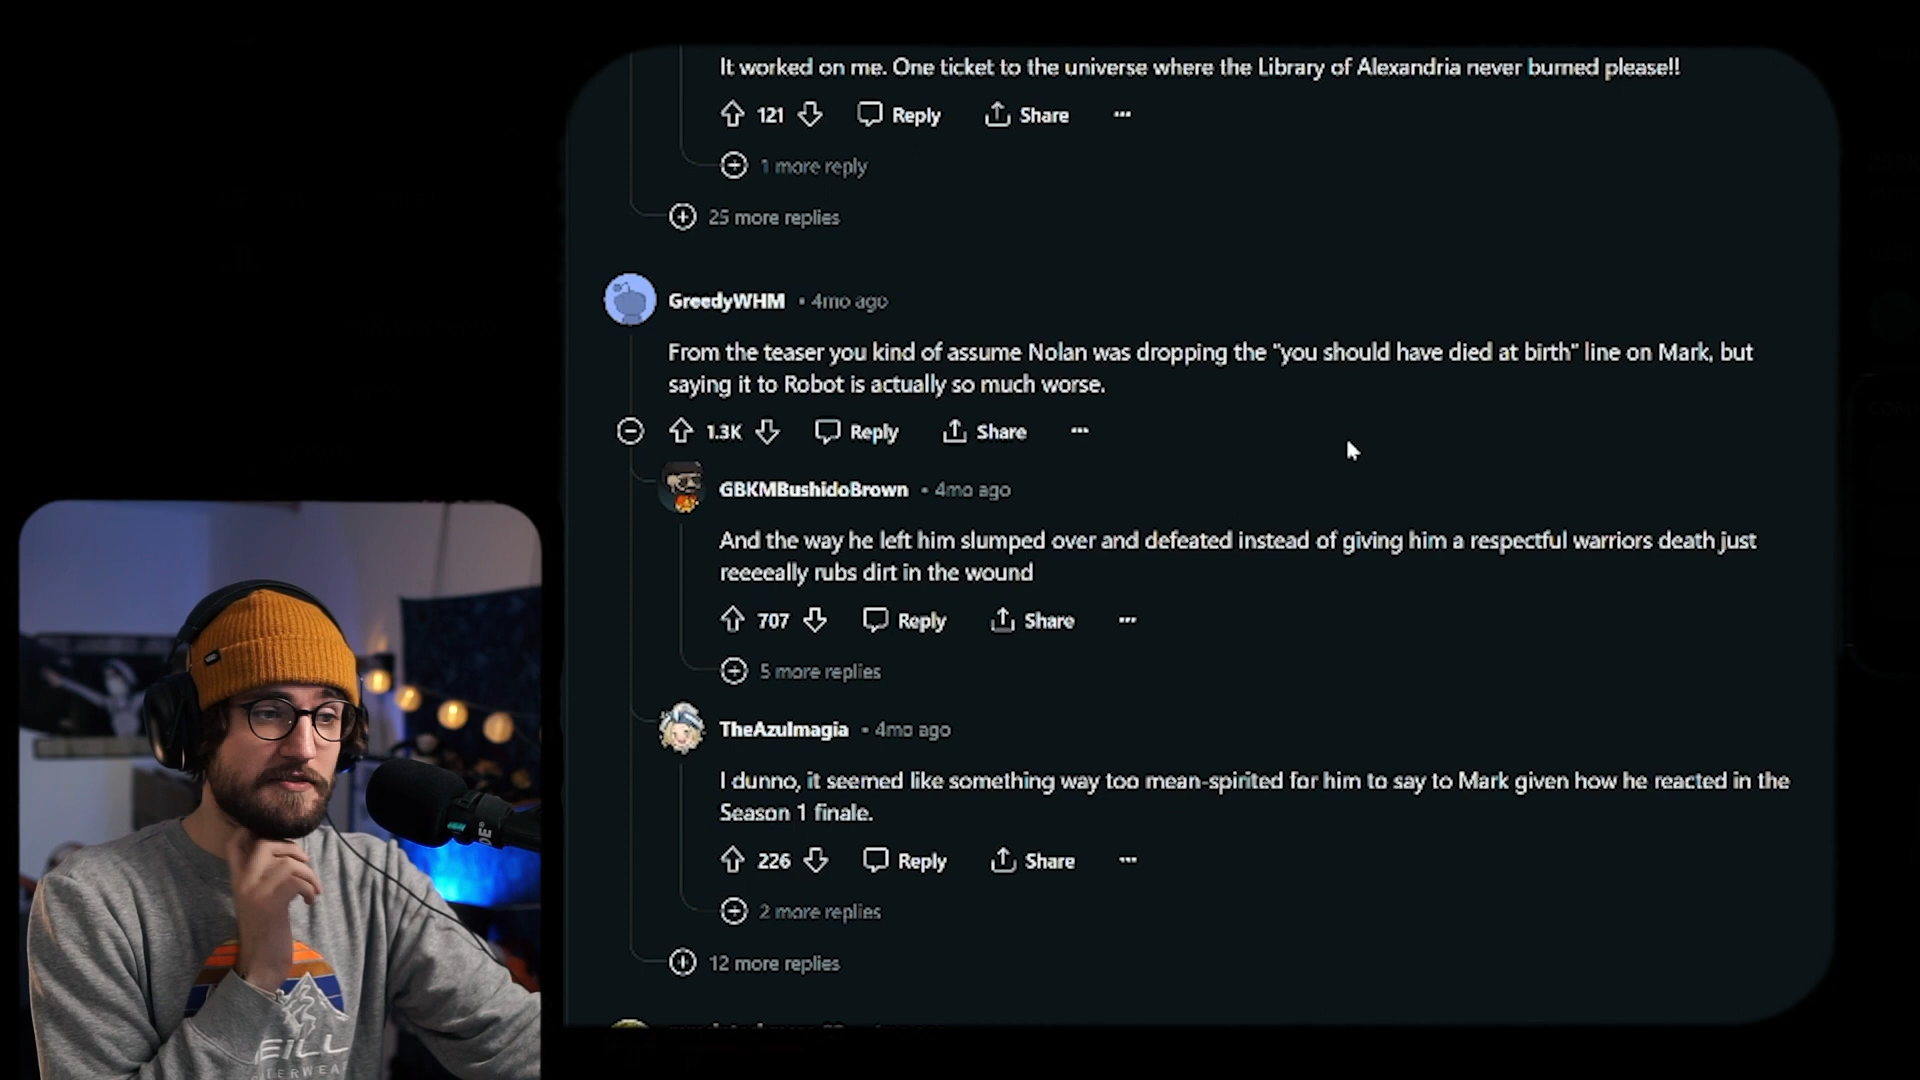 It worked on me. One ticket to the universe where the Library of Alexandria never burned please!!
121 Reply Share
1 more reply
25 more replies
GreedyWHM • 4mo ago
From the teaser you kind of assume Nolan was dropping the "you should have died at birth" line on Mark, but
saying it to Robot is actually so much worse.
1.3K Reply Share
GBKMBushidoBrown • 4mo ago
And the way he left him slumped over and defeated instead of giving him a respectful warriors death just
reeeeally rubs dirt in the wound
707 Reply Share
5 more replies
TheAzulmagia • 4mo ago
I dunno, it seemed like something way too mean-spirited for him to say to Mark given how he reacted in the
Season 1 finale.
226 Reply Share
2 more replies
12 more replies